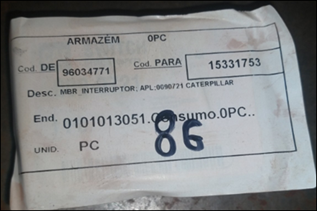 ARMAZÉM 0PC
Cod. DE 96034771 Cod. PARA 15331753
Desc. MBR INTERRUPTOR; APL:0090721 CATERPILLAR
End. 0101013051.Consumo.0PC..
UNID. PC 86